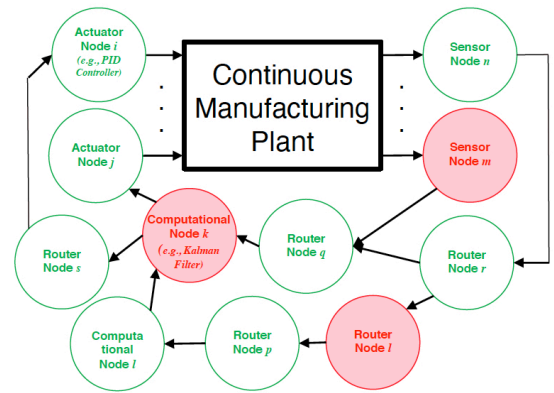 Actuator
Node i
(e.g., PID
Controller)
Continuous
Manufacturing
Plant
Sensor
Node n
Actuator
Node j
Sensor
Node m
Computational
Node k
(e.g., Kalman
Filter)
Router
Node s
Router
Node q
Router
Node r
Computa
tional
Node l
Router
Node p
Router
Node l